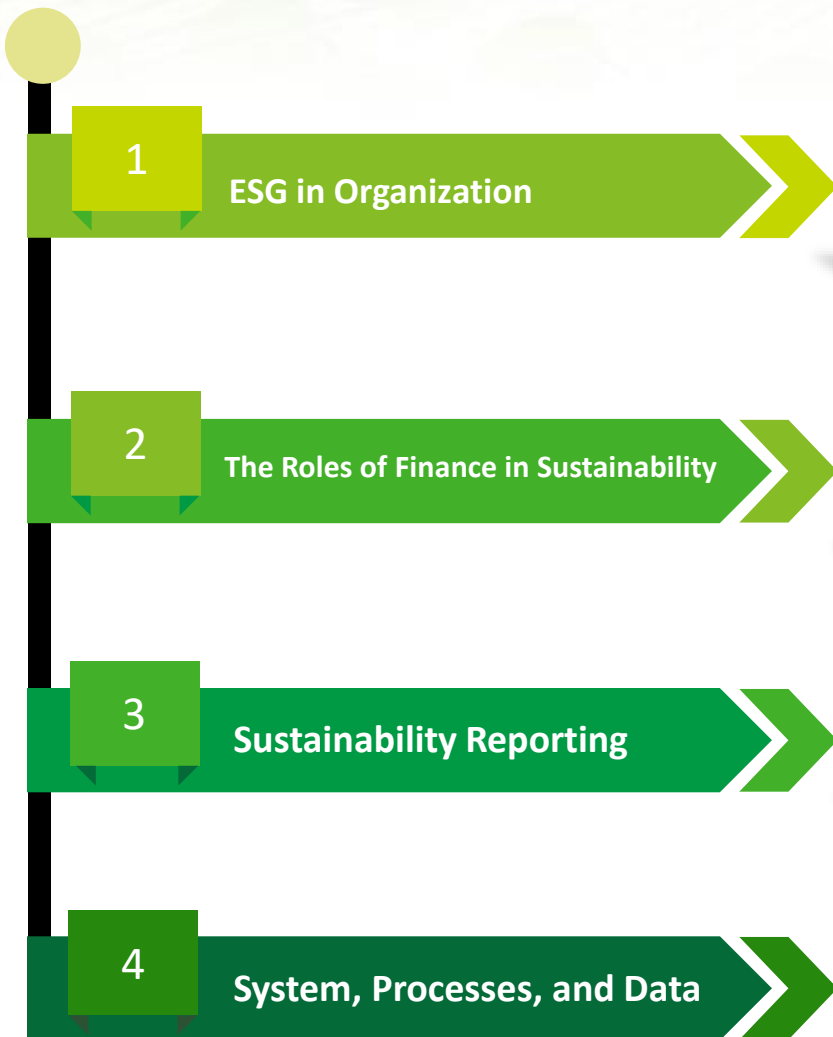 1
ESG in Organization
2
The Roles of Finance in Sustainability
3
Sustainability Reporting
4
System, Processes, and Data